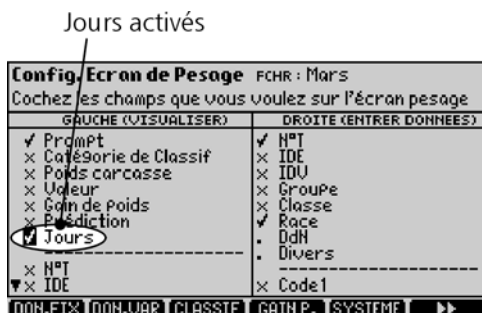 Jours activés
Config. Ecran de Pesage FCHR : Mars
Cochez les champs que vous voulez sur l'écran pesage
GAUCHE (VISUALISER) DROITE (ENTRER DONNEES)
✓ Prompt ✓ N°T
× Catégorie de Classif × IDE
× Poids carcasse × IDV
× Valeur × Groupe
× Gain de Poids × Classe
× Prédiction ✓ Race
✓ Jours . DdN
-------------------- . Divers
× N°T --------------------
▼× IDE × Code1
DON.FIX DON.VAR CLASSIF GAIN P. SYSTEME ▶▶